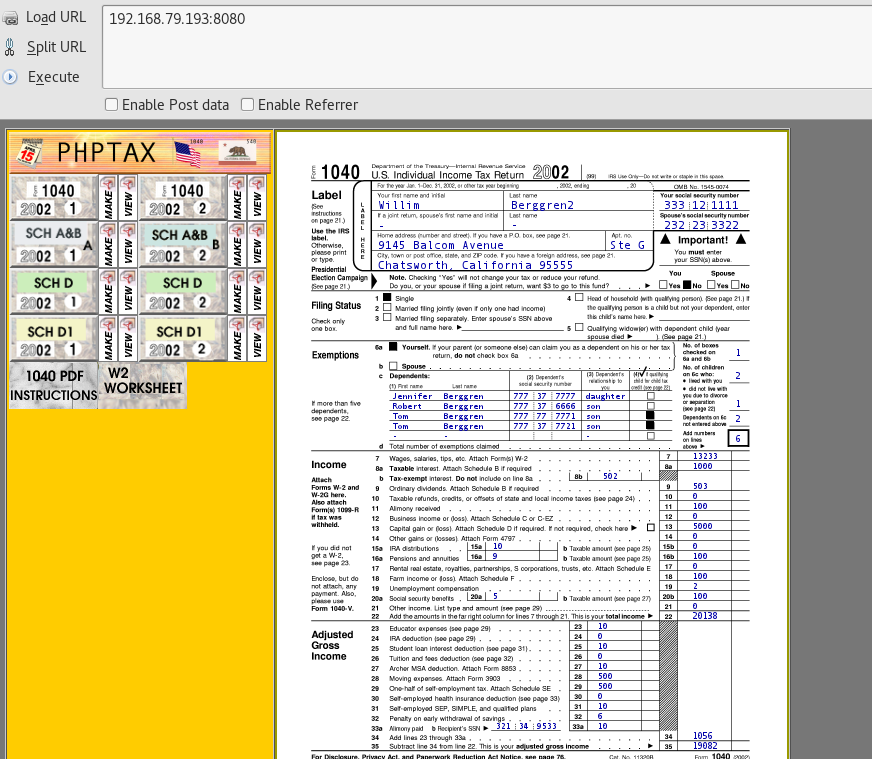 Load URL
192.168.79.193:8080
Split URL
Execute
Enable Post data Enable Referrer
APRIL 15 PHPTAX 1040 540
Form 1040 2002 1 MAKE VIEW Form 1040 2002 2 MAKE VIEW
SCH A&B 2002 A MAKE VIEW SCH A&B 2002 B MAKE VIEW
SCH D 2002 1 MAKE VIEW SCH D 2002 2 MAKE VIEW
SCH D1 2002 1 MAKE VIEW SCH D1 2002 2 MAKE VIEW
1040 PDF INSTRUCTIONS W2 WORKSHEET
Form 1040 Department of the Treasury—Internal Revenue Service
U.S. Individual Income Tax Return 2002 (99) IRS Use Only—Do not write or staple in this space.
For the year Jan. 1–Dec. 31, 2002, or other tax year beginning , 2002, ending , 20 OMB No. 1545-0074
Label
(See instructions on page 21.)
Use the IRS label.
Otherwise, please print or type.
LABEL HERE
Your first name and initial Last name Your social security number
Willim Berggren2 333 12 1111
If a joint return, spouse's first name and initial Last name Spouse's social security number
- - 232 23 3322
Home address (number and street). If you have a P.O. box, see page 21. Apt. no.
9145 Balcom Avenue Ste G
City, town or post office, state, and ZIP code. If you have a foreign address, see page 21.
Chatsworth, California 95555
▲ Important! ▲
You must enter your SSN(s) above.
Presidential Election Campaign
(See page 21.)
Note. Checking "Yes" will not change your tax or reduce your refund.
Do you, or your spouse if filing a joint return, want $3 to go to this fund? . . . ▶
You Spouse
Yes No Yes No
Filing Status
Check only one box.
1 Single
2 Married filing jointly (even if only one had income)
3 Married filing separately. Enter spouse's SSN above and full name here. ▶
4 Head of household (with qualifying person). (See page 21.) If the qualifying person is a child but not your dependent, enter this child's name here. ▶
5 Qualifying widow(er) with dependent child (year spouse died ▶ ). (See page 21.)
Exemptions
6a Yourself. If your parent (or someone else) can claim you as a dependent on his or her tax return, do not check box 6a
b Spouse
c Dependents:
(1) First name Last name (2) Dependent's social security number (3) Dependent's relationship to you (4) if qualifying child for child tax credit (see page 22)
Jennifer Berggren 777 37 7777 daughter
Robert Berggren 777 37 6666 son
Tom Berggren 777 37 7771 son
Tom Berggren 777 37 7721 son
- - -
If more than five dependents, see page 22.
d Total number of exemptions claimed
No. of boxes checked on 6a and 6b 1
No. of children on 6c who:
• lived with you 2
• did not live with you due to divorce or separation (see page 22) 1
Dependents on 6c not entered above 2
Add numbers on lines above ▶ 6
Income
Attach Forms W-2 and W-2G here. Also attach Form(s) 1099-R if tax was withheld.
If you did not get a W-2, see page 23.
Enclose, but do not attach, any payment. Also, please use Form 1040-V.
7 Wages, salaries, tips, etc. Attach Form(s) W-2 7 13233
8a Taxable interest. Attach Schedule B if required 8a 1000
b Tax-exempt interest. Do not include on line 8a 8b 502
9 Ordinary dividends. Attach Schedule B if required 9 503
10 Taxable refunds, credits, or offsets of state and local income taxes (see page 24) 10 0
11 Alimony received 11 100
12 Business income or (loss). Attach Schedule C or C-EZ 12 0
13 Capital gain or (loss). Attach Schedule D if required. If not required, check here ▶ 13 5000
14 Other gains or (losses). Attach Form 4797 14 0
15a IRA distributions 15a 10 b Taxable amount (see page 25) 15b 0
16a Pensions and annuities 16a 9 b Taxable amount (see page 25) 16b 100
17 Rental real estate, royalties, partnerships, S corporations, trusts, etc. Attach Schedule E 17 0
18 Farm income or (loss). Attach Schedule F 18 100
19 Unemployment compensation 19 2
20a Social security benefits 20a 5 b Taxable amount (see page 27) 20b 100
21 Other income. List type and amount (see page 29) 21 0
22 Add the amounts in the far right column for lines 7 through 21. This is your total income ▶ 22 20138
Adjusted Gross Income
23 Educator expenses (see page 29) 23 10
24 IRA deduction (see page 29) 24 0
25 Student loan interest deduction (see page 31) 25 10
26 Tuition and fees deduction (see page 32) 26 0
27 Archer MSA deduction. Attach Form 8853 27 10
28 Moving expenses. Attach Form 3903 28 500
29 One-half of self-employment tax. Attach Schedule SE 29 500
30 Self-employed health insurance deduction (see page 33) 30 0
31 Self-employed SEP, SIMPLE, and qualified plans 31 10
32 Penalty on early withdrawal of savings 32 6
33a Alimony paid b Recipient's SSN ▶ 321 34 9533 33a 10
34 Add lines 23 through 33a 34 1056
35 Subtract line 34 from line 22. This is your adjusted gross income ▶ 35 19082
For Disclosure, Privacy Act, and Paperwork Reduction Act Notice, see page 76. Cat. No. 11320B Form 1040 (2002)